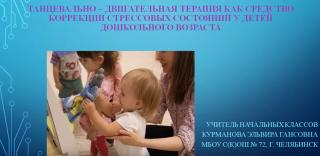 ТАНЦЕВАЛЬНО – ДВИГАТЕЛЬНАЯ ТЕРАПИЯ КАК СРЕДСТВО
КОРРЕКЦИИ СТРЕССОВЫХ СОСТОЯНИЙ У ДЕТЕЙ
ДОШКОЛЬНОГО ВОЗРАСТА
УЧИТЕЛЬ НАЧАЛЬНЫХ КЛАССОВ
КУРМАНОВА ЭЛЬВИРА ГАНСОВНА
МБОУ С(К)ОШ № 72, Г. ЧЕЛЯБИНСК